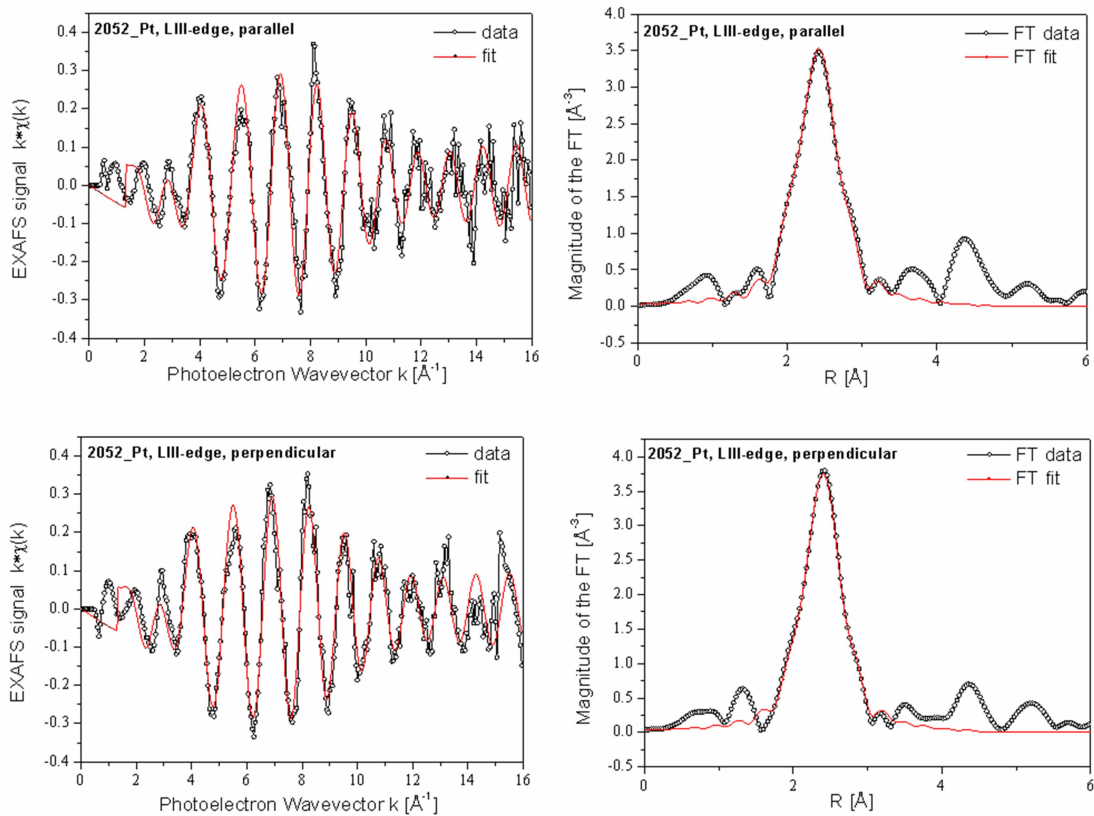 2052_Pt, LIII-edge, parallel
data
fit
0.4
0.3
0.2
0.1
0.0
-0.1
-0.2
-0.3
-0.4
EXAFS signal k*χ(k)
0 2 4 6 8 10 12 14 16
Photoelectron Wavevector k [Å⁻¹]
2052_Pt, LIII-edge, parallel
FT data
FT fit
4.0
3.5
3.0
2.5
2.0
1.5
1.0
0.5
0.0
-0.5
Magnitude of the FT [Å⁻³]
0 2 4 6
R [Å]
2052_Pt, LIII-edge, perpendicular
data
fit
0.4
0.3
0.2
0.1
0.0
-0.1
-0.2
-0.3
-0.4
EXAFS signal k*χ(k)
0 2 4 6 8 10 12 14 16
Photoelectron Wavevector k [Å⁻¹]
2052_Pt, LIII-edge, perpendicular
FT data
FT fit
4.0
3.5
3.0
2.5
2.0
1.5
1.0
0.5
0.0
-0.5
Magnitude of the FT [Å⁻³]
0 2 4 6
R [Å]